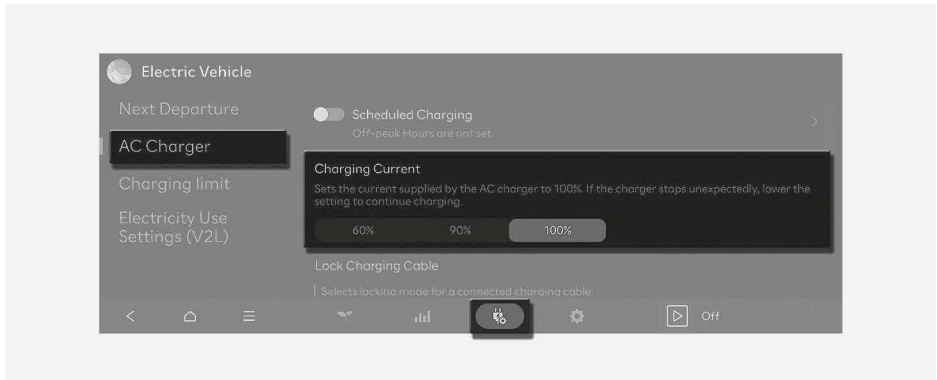 Electric Vehicle
Next Departure
AC Charger
Charging limit
Electricity Use
Settings (V2L)
Scheduled Charging
Off-peak Hours are not set.
Charging Current
Sets the current supplied by the AC charger to 100%. If the charger stops unexpectedly, lower the
setting to continue charging.
60% 90% 100%
Lock Charging Cable
Selects locking mode for a connected charging cable.
Off